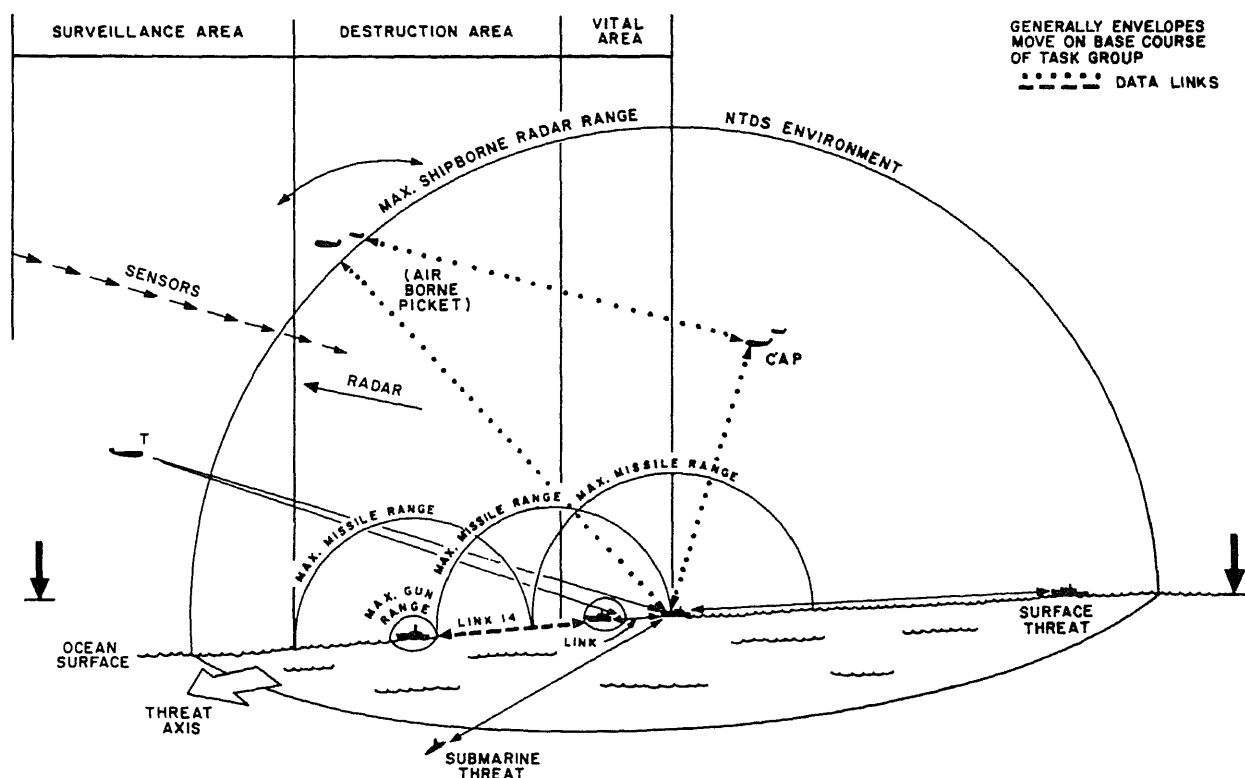 SURVEILLANCE AREA
DESTRUCTION AREA
VITAL
AREA
GENERALLY ENVELOPES
MOVE ON BASE COURSE
OF TASK GROUP
DATA LINKS
MAX. SHIPBORNE RADAR RANGE
NTDS ENVIRONMENT
SENSORS
(AIR
BORNE
PICKET)
CAP
RADAR
T
MAX. MISSILE RANGE
MAX. MISSILE RANGE
MAX. MISSILE RANGE
MAX. GUN
RANGE
LINK 14
LINK
SURFACE
THREAT
OCEAN
SURFACE
THREAT
AXIS
SUBMARINE
THREAT